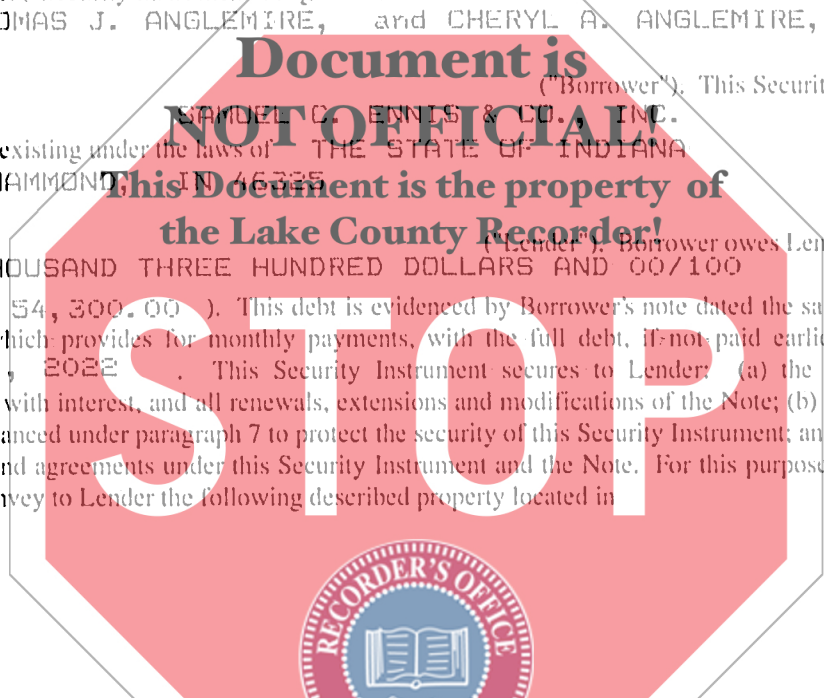 OMAS J. ANGLEMIRE, and CHERYL A. ANGLEMIRE,
Document is
("Borrower"). This Securit
SAMUEL C. ENNIS & CO., INC.
NOT OFFICIAL!
existing under the laws of THE STATE OF INDIANA
HAMMOND, IN 46325
This Document is the property of
the Lake County Recorder!
("Lender"). Borrower owes Len
HOUSAND THREE HUNDRED DOLLARS AND 00/100
54,300.00 ). This debt is evidenced by Borrower's note dated the sa
which provides for monthly payments, with the full debt, if not paid earlie
, 2022 . This Security Instrument secures to Lender: (a) the
with interest, and all renewals, extensions and modifications of the Note; (b)
anced under paragraph 7 to protect the security of this Security Instrument; an
nd agreements under this Security Instrument and the Note. For this purpose
nvey to Lender the following described property located in
STOP
RECORDER'S OFFICE